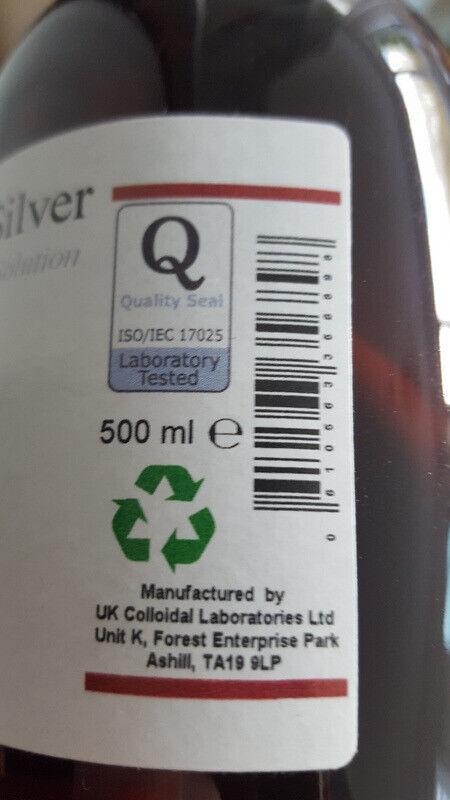 Silver
solution
Q
Quality Seal
ISO/IEC 17025
Laboratory
Tested
500 ml ℮
Manufactured by
UK Colloidal Laboratories Ltd
Unit K, Forest Enterprise Park
Ashill, TA19 9LP